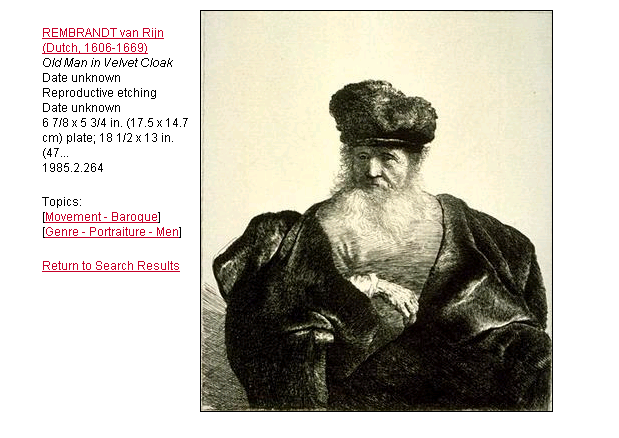 REMBRANDT van Rijn
(Dutch, 1606-1669)
Old Man in Velvet Cloak
Date unknown
Reproductive etching
Date unknown
6 7/8 x 5 3/4 in. (17.5 x 14.7
cm) plate; 18 1/2 x 13 in.
(47...
1985.2.264
Topics:
[Movement - Baroque]
[Genre - Portraiture - Men]
Return to Search Results